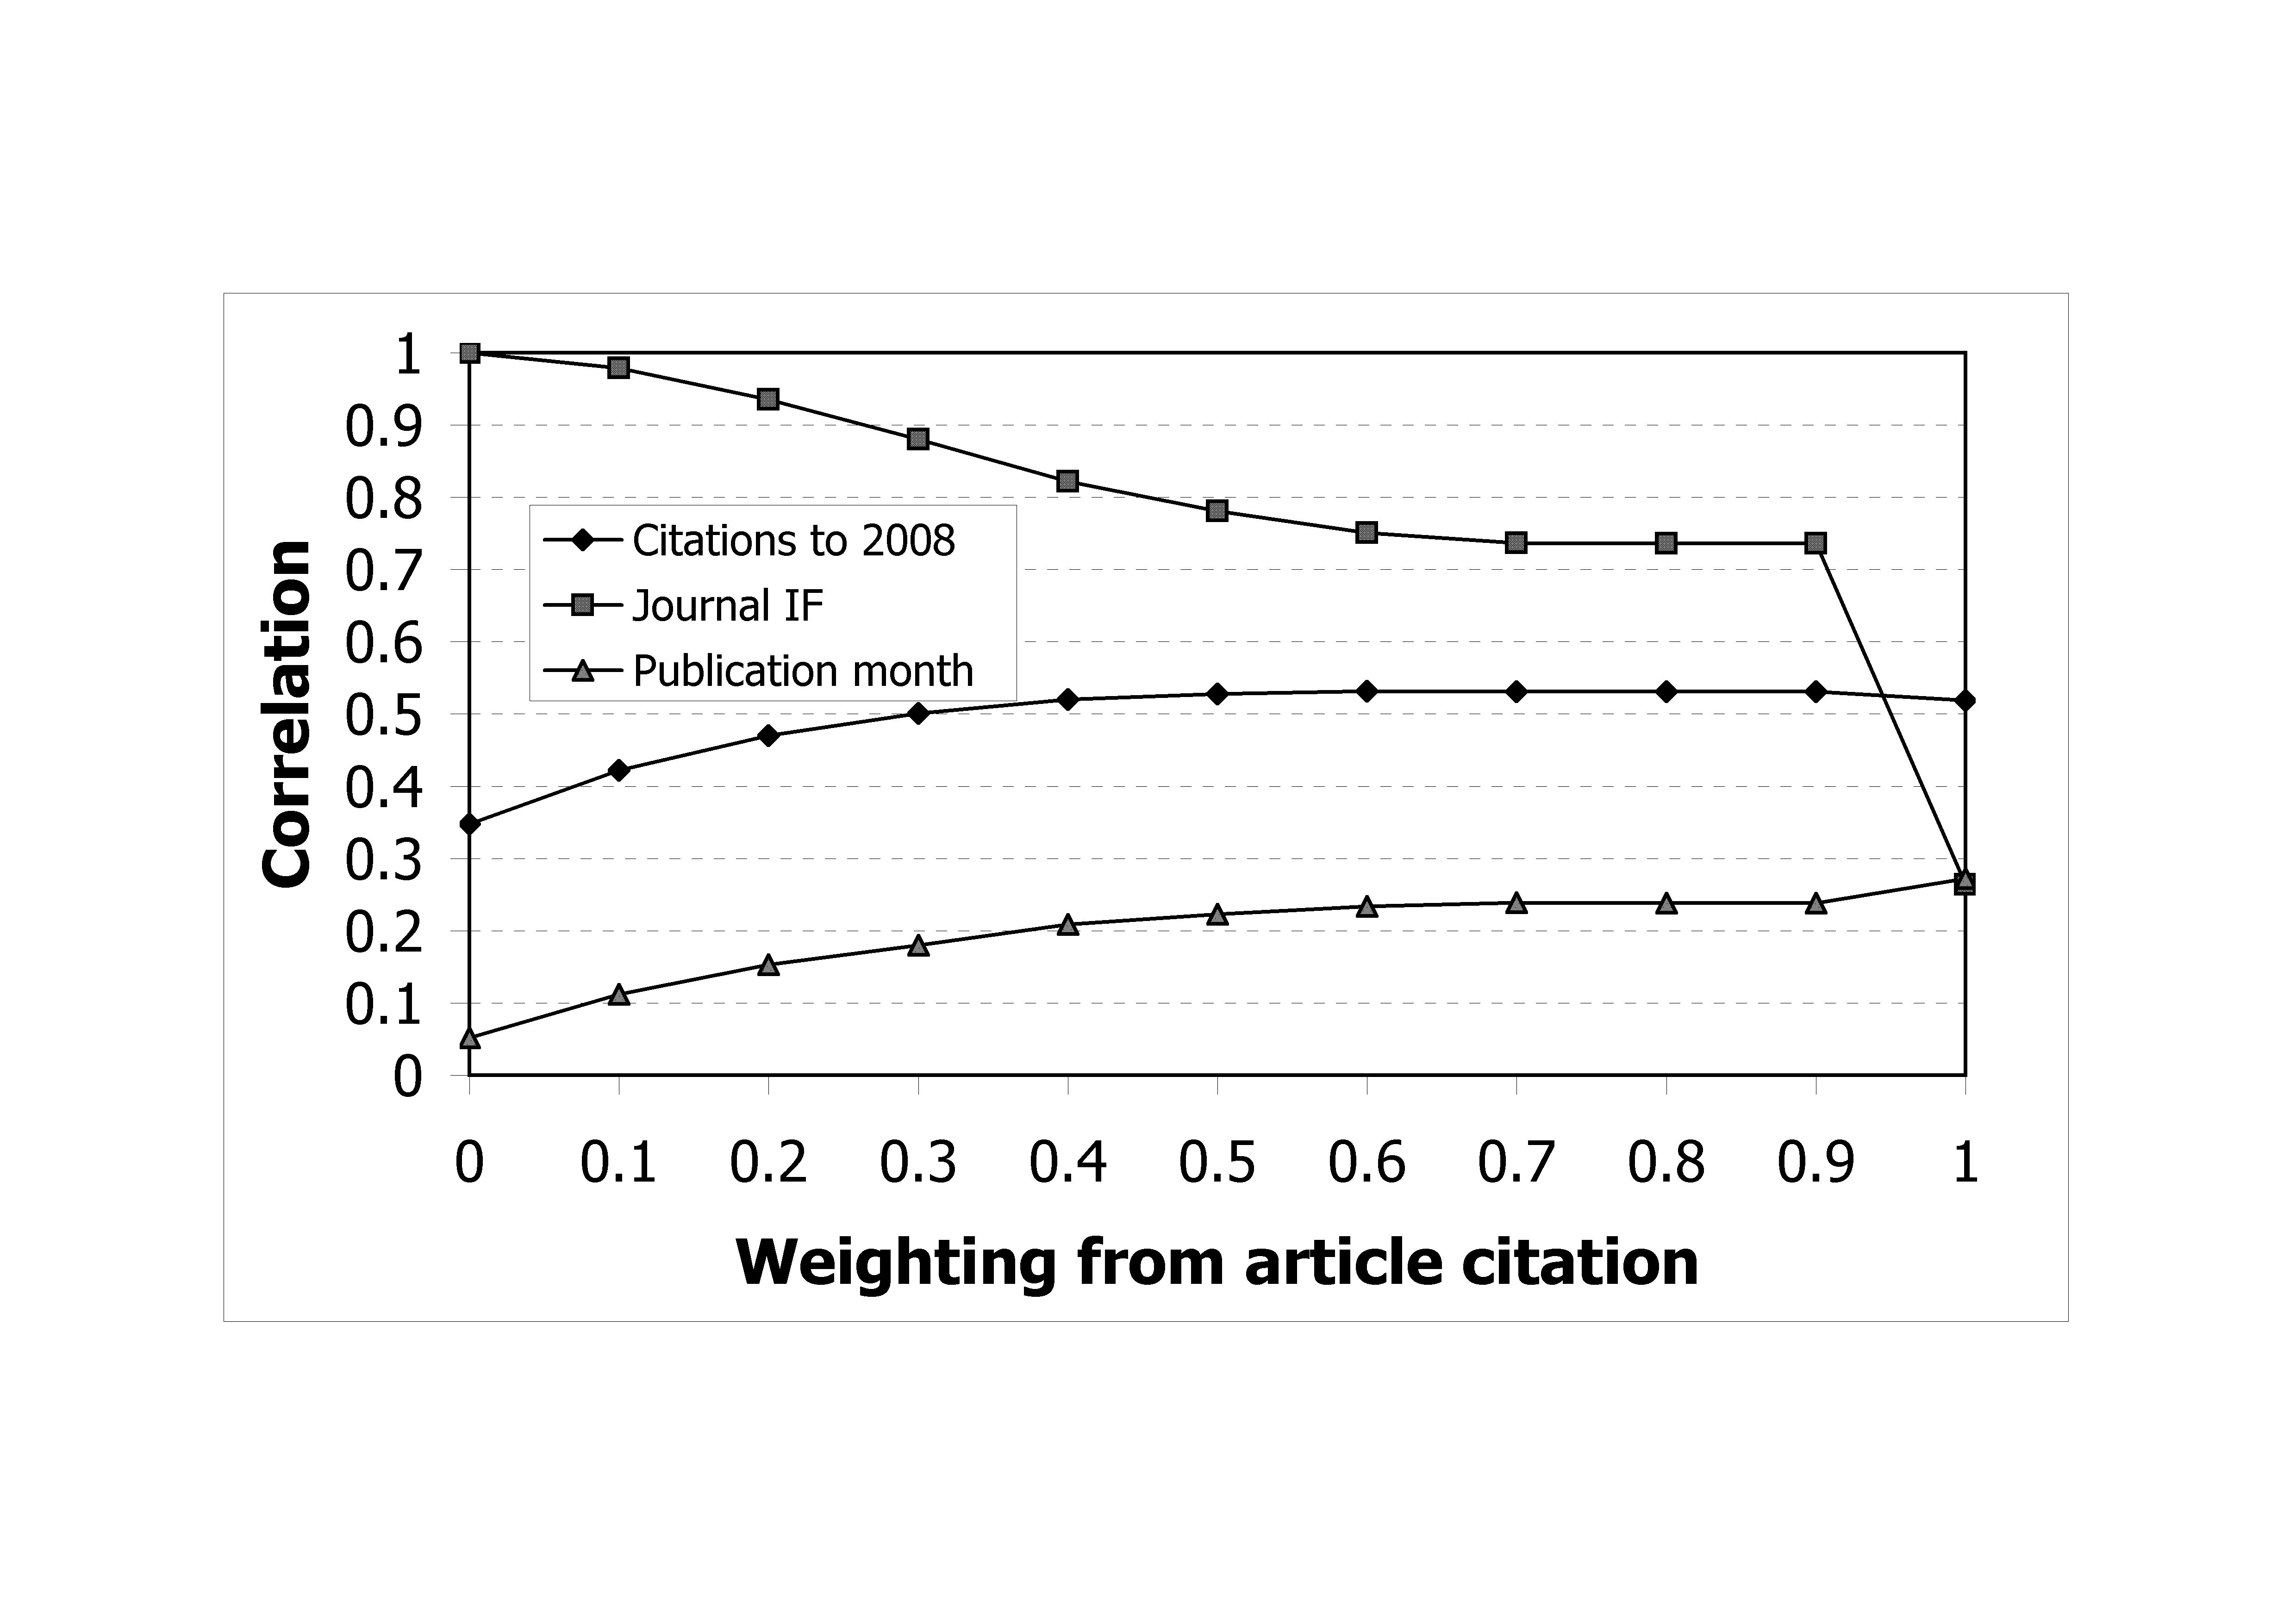 1
0.9
0.8
0.7
0.6
0.5
0.4
0.3
0.2
0.1
0
Correlation
Citations to 2008
Journal IF
Publication month
0 0.1 0.2 0.3 0.4 0.5 0.6 0.7 0.8 0.9 1
Weighting from article citation